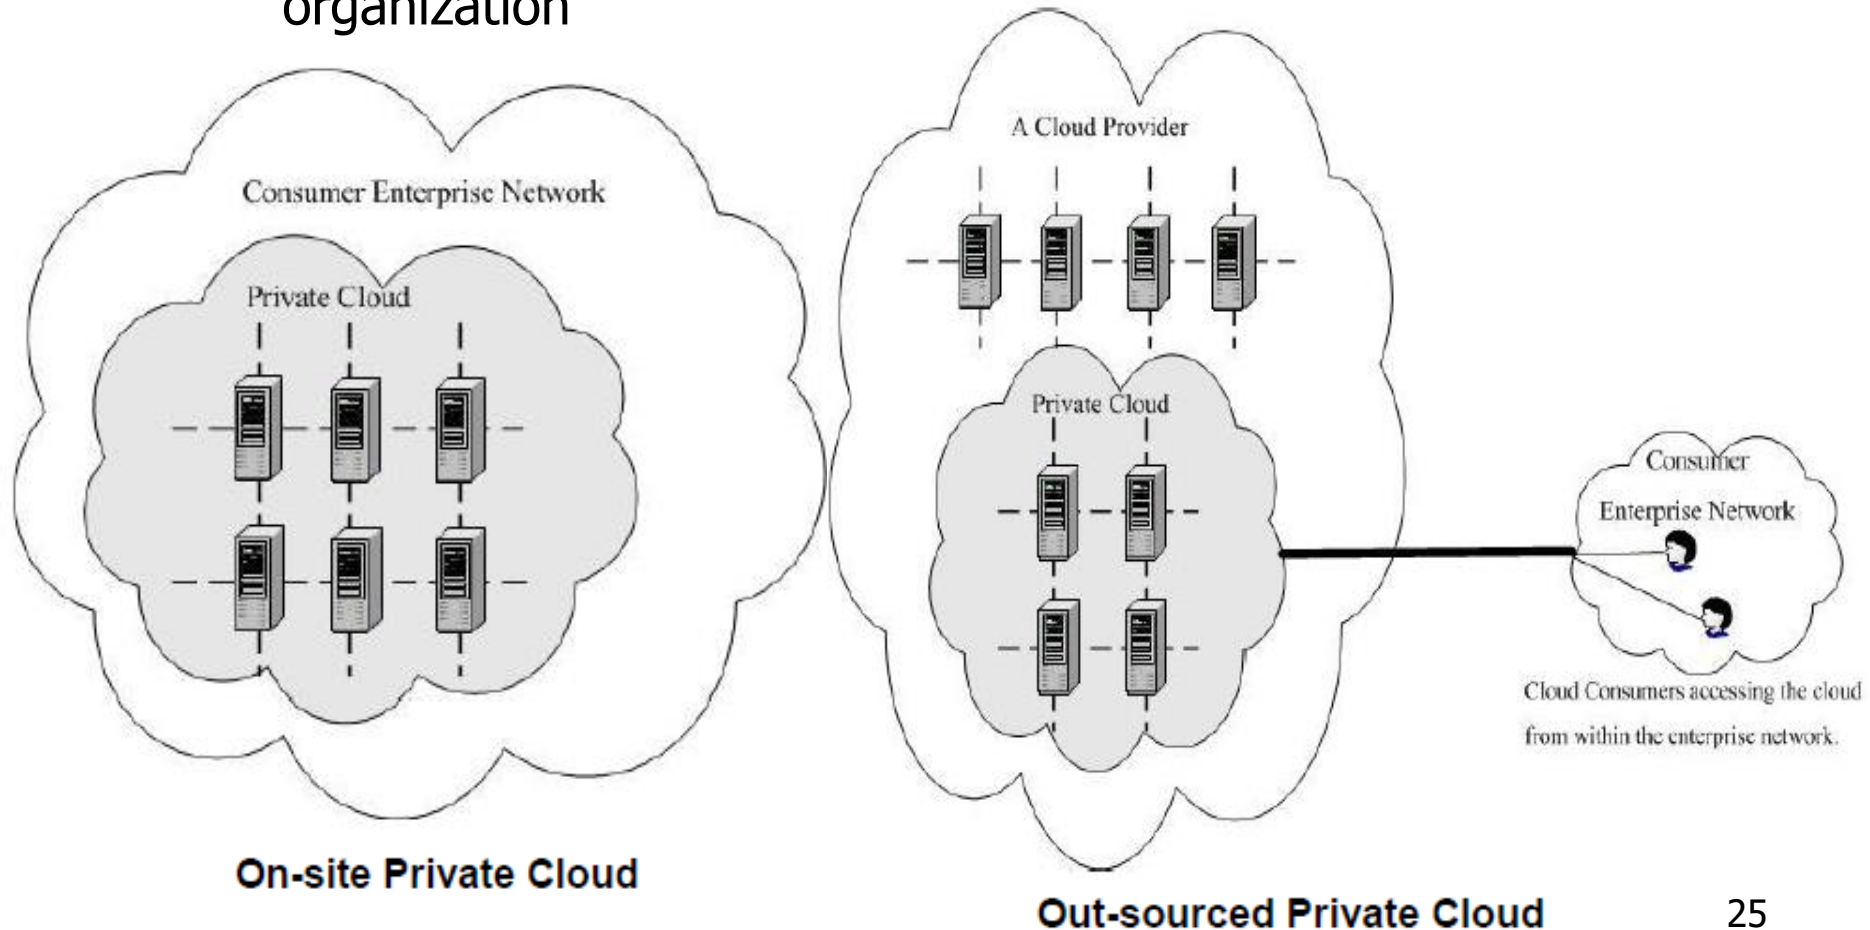 organization
Consumer Enterprise Network
Private Cloud
On-site Private Cloud
A Cloud Provider
Private Cloud
Consumer
Enterprise Network
Cloud Consumers accessing the cloud
from within the enterprise network.
Out-sourced Private Cloud
25